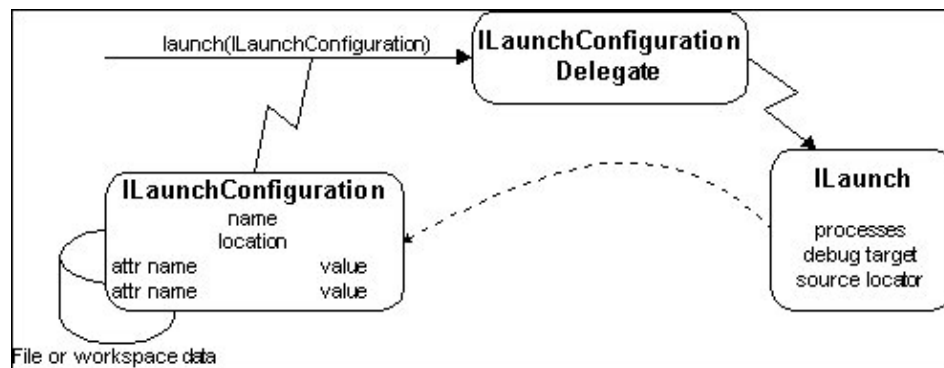 launch(ILaunchConfiguration)
ILaunchConfiguration
Delegate
ILaunchConfiguration
name
location
attr name value
attr name value
ILaunch
processes
debug target
source locator
File or workspace data